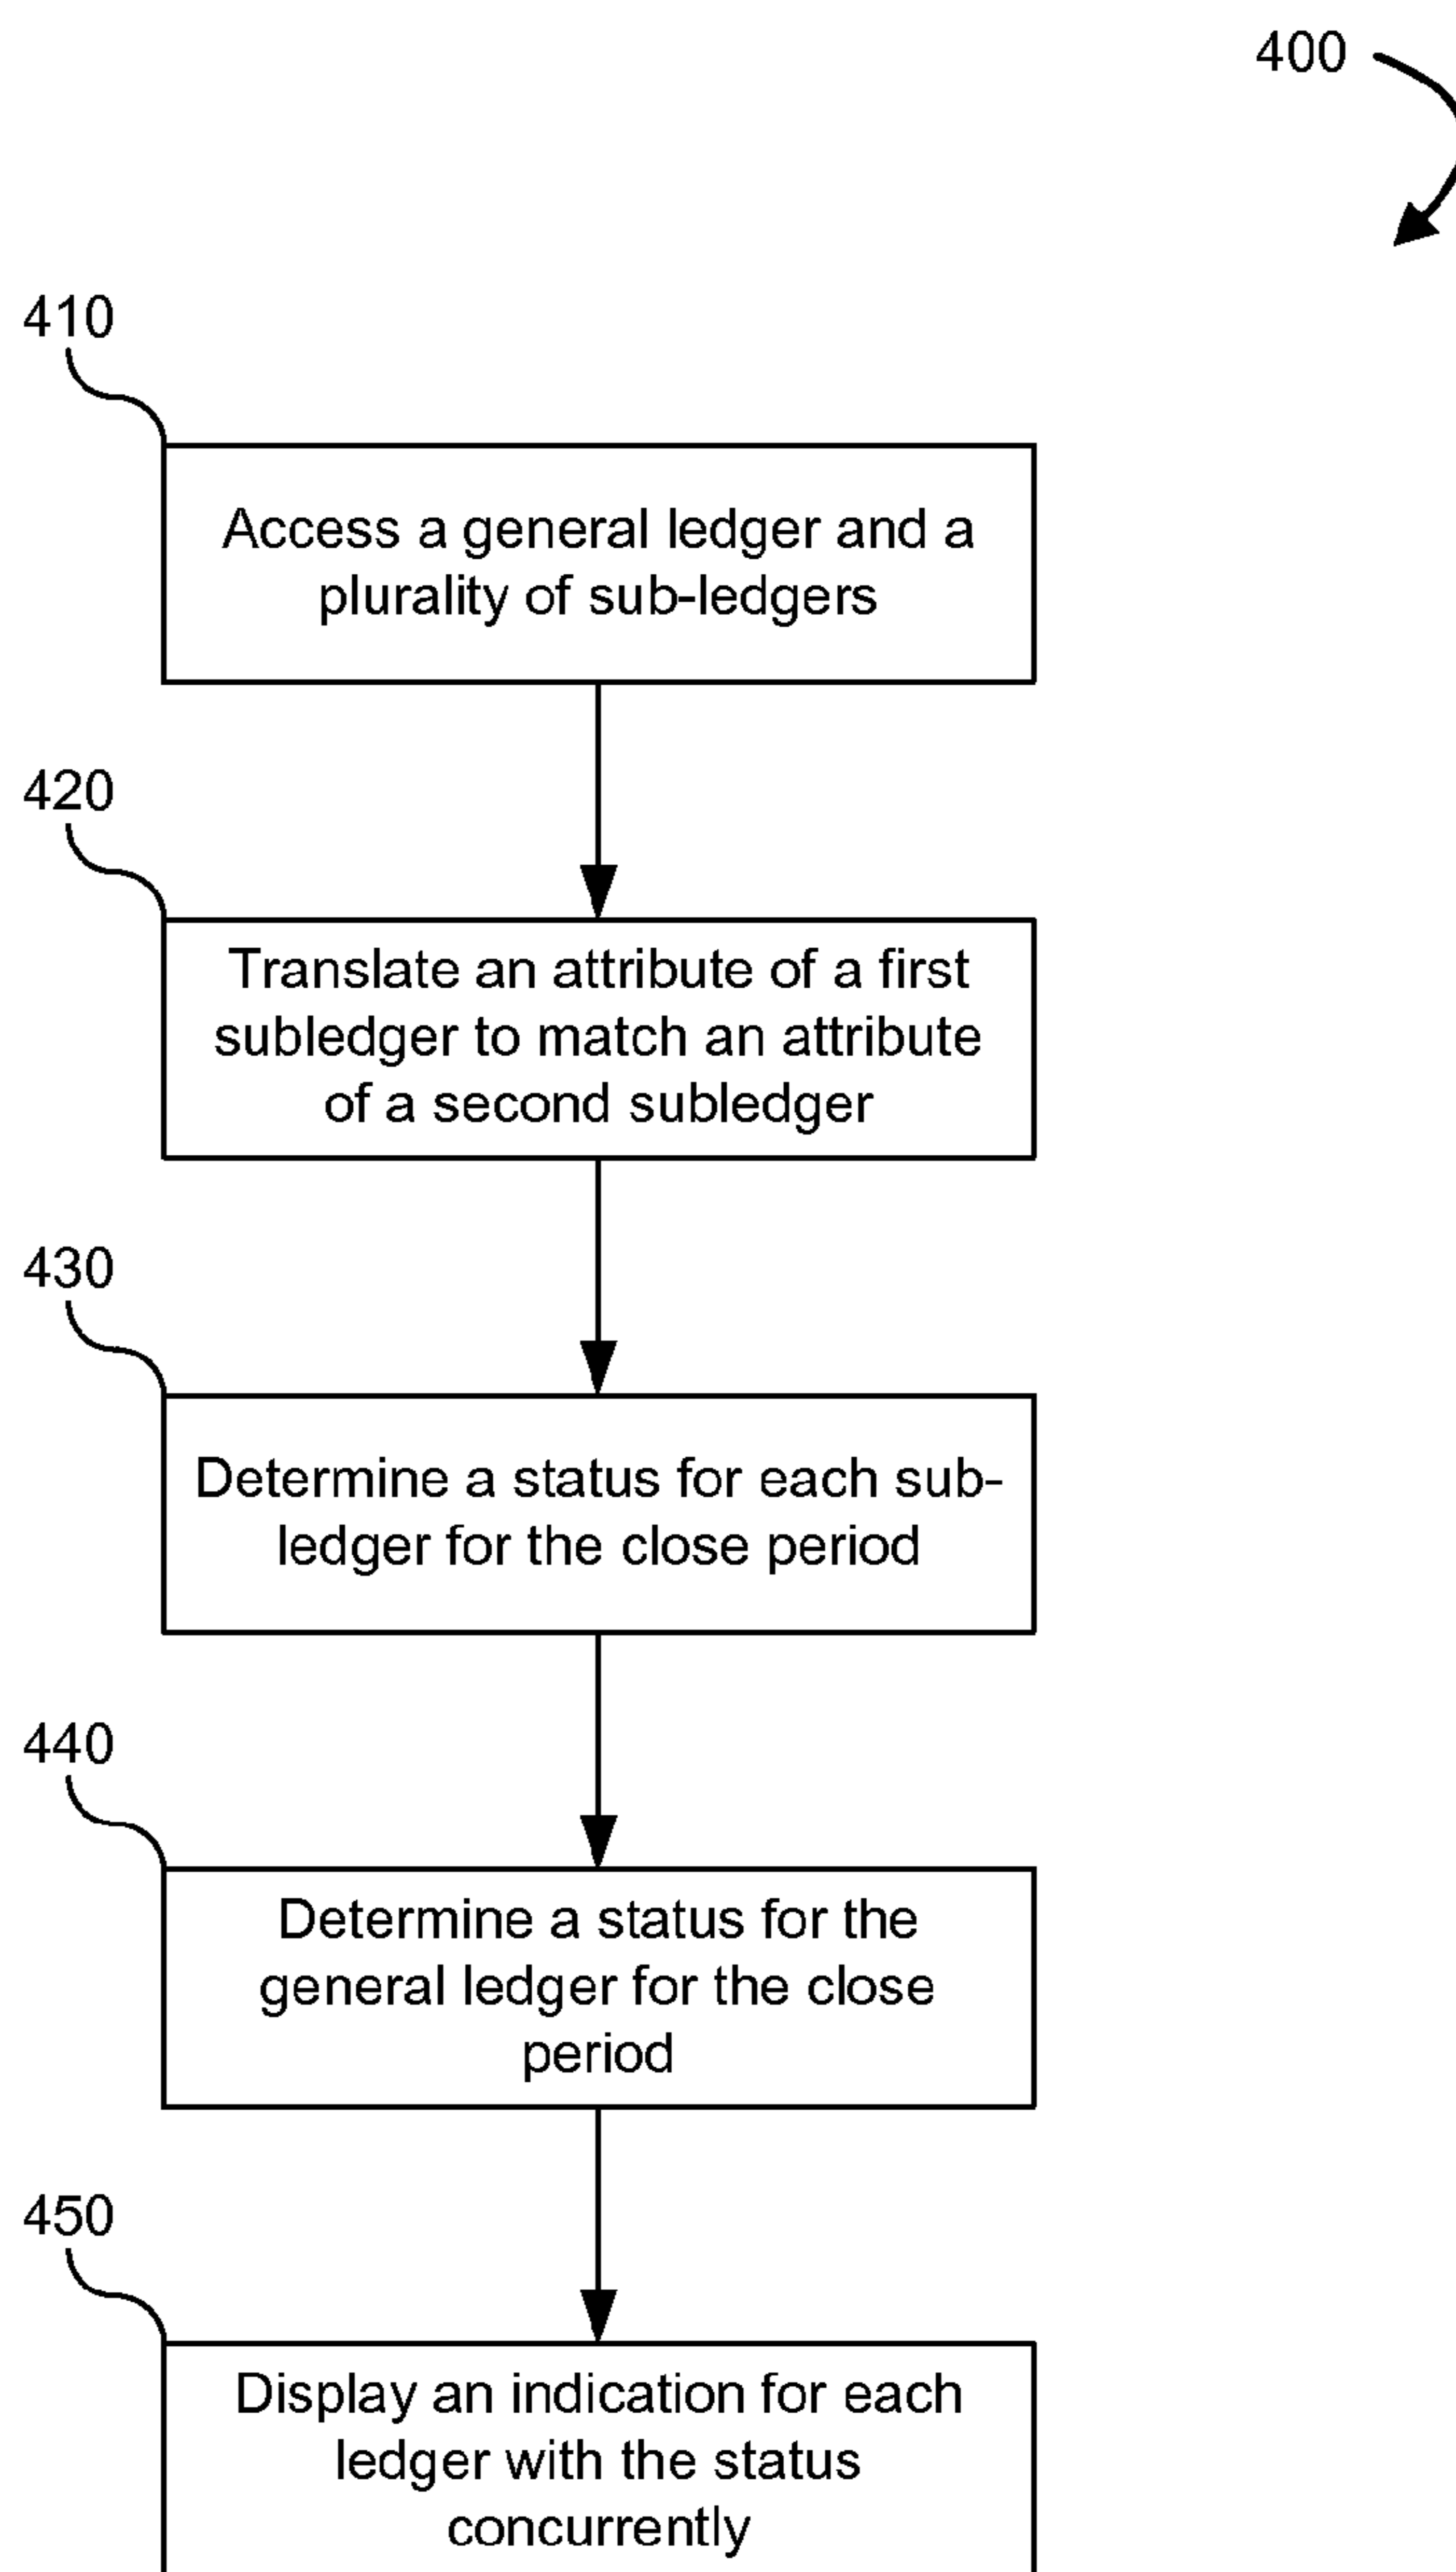 400
410
Access a general ledger and a
plurality of sub-ledgers
420
Translate an attribute of a first
subledger to match an attribute
of a second subledger
430
Determine a status for each sub-
ledger for the close period
440
Determine a status for the
general ledger for the close
period
450
Display an indication for each
ledger with the status
concurrently